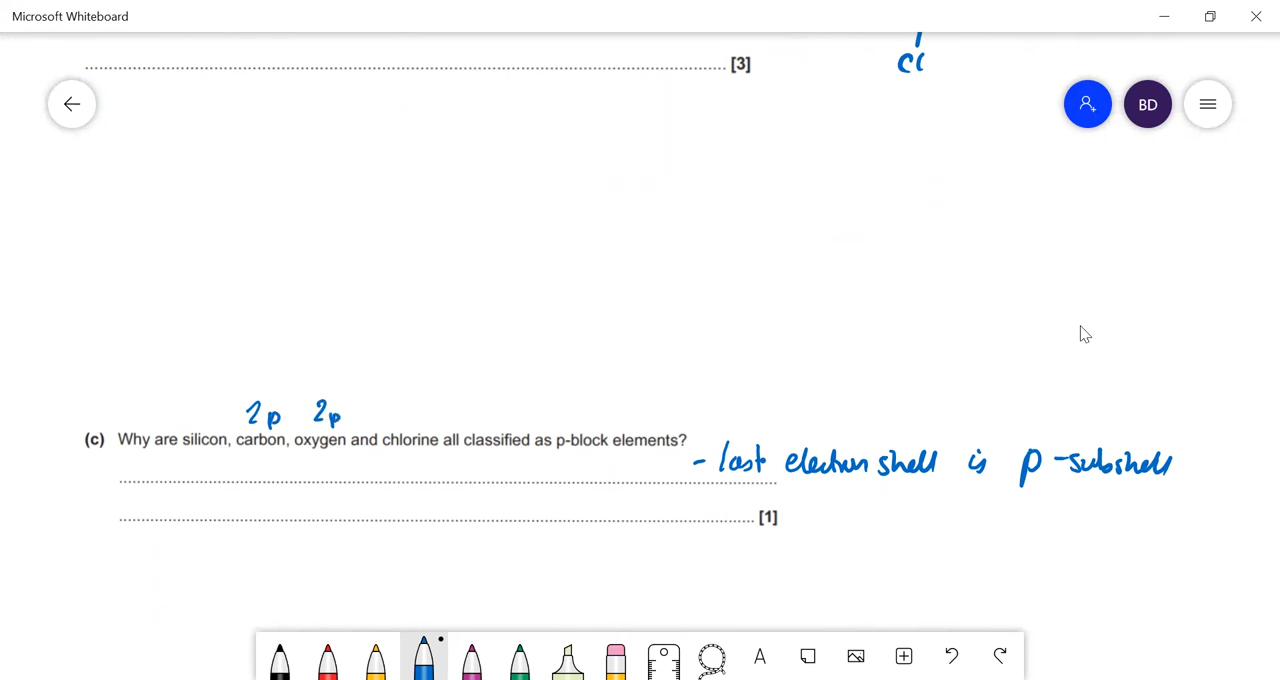 Microsoft Whiteboard
[3]
Cl
BD
2p 2p
(c) Why are silicon, carbon, oxygen and chlorine all classified as p-block elements?
- last electron shell is p-subshell
[1]
A